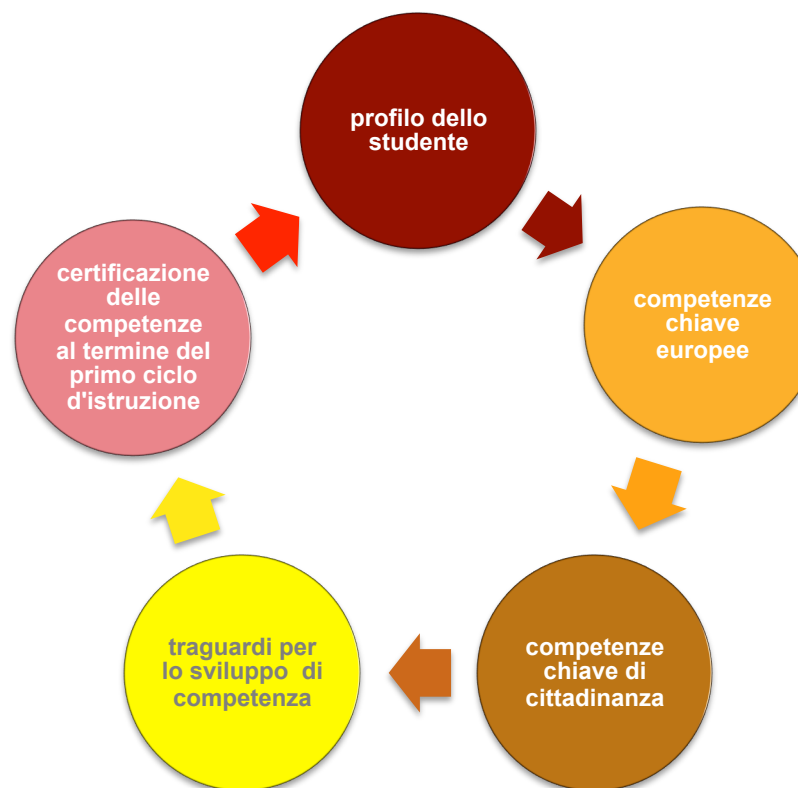 profilo dello
studente
competenze
chiave
europee
competenze
chiave di
cittadinanza
traguardi per
lo sviluppo  di
competenza
certificazione
delle
competenze
al termine del
primo ciclo
d'istruzione